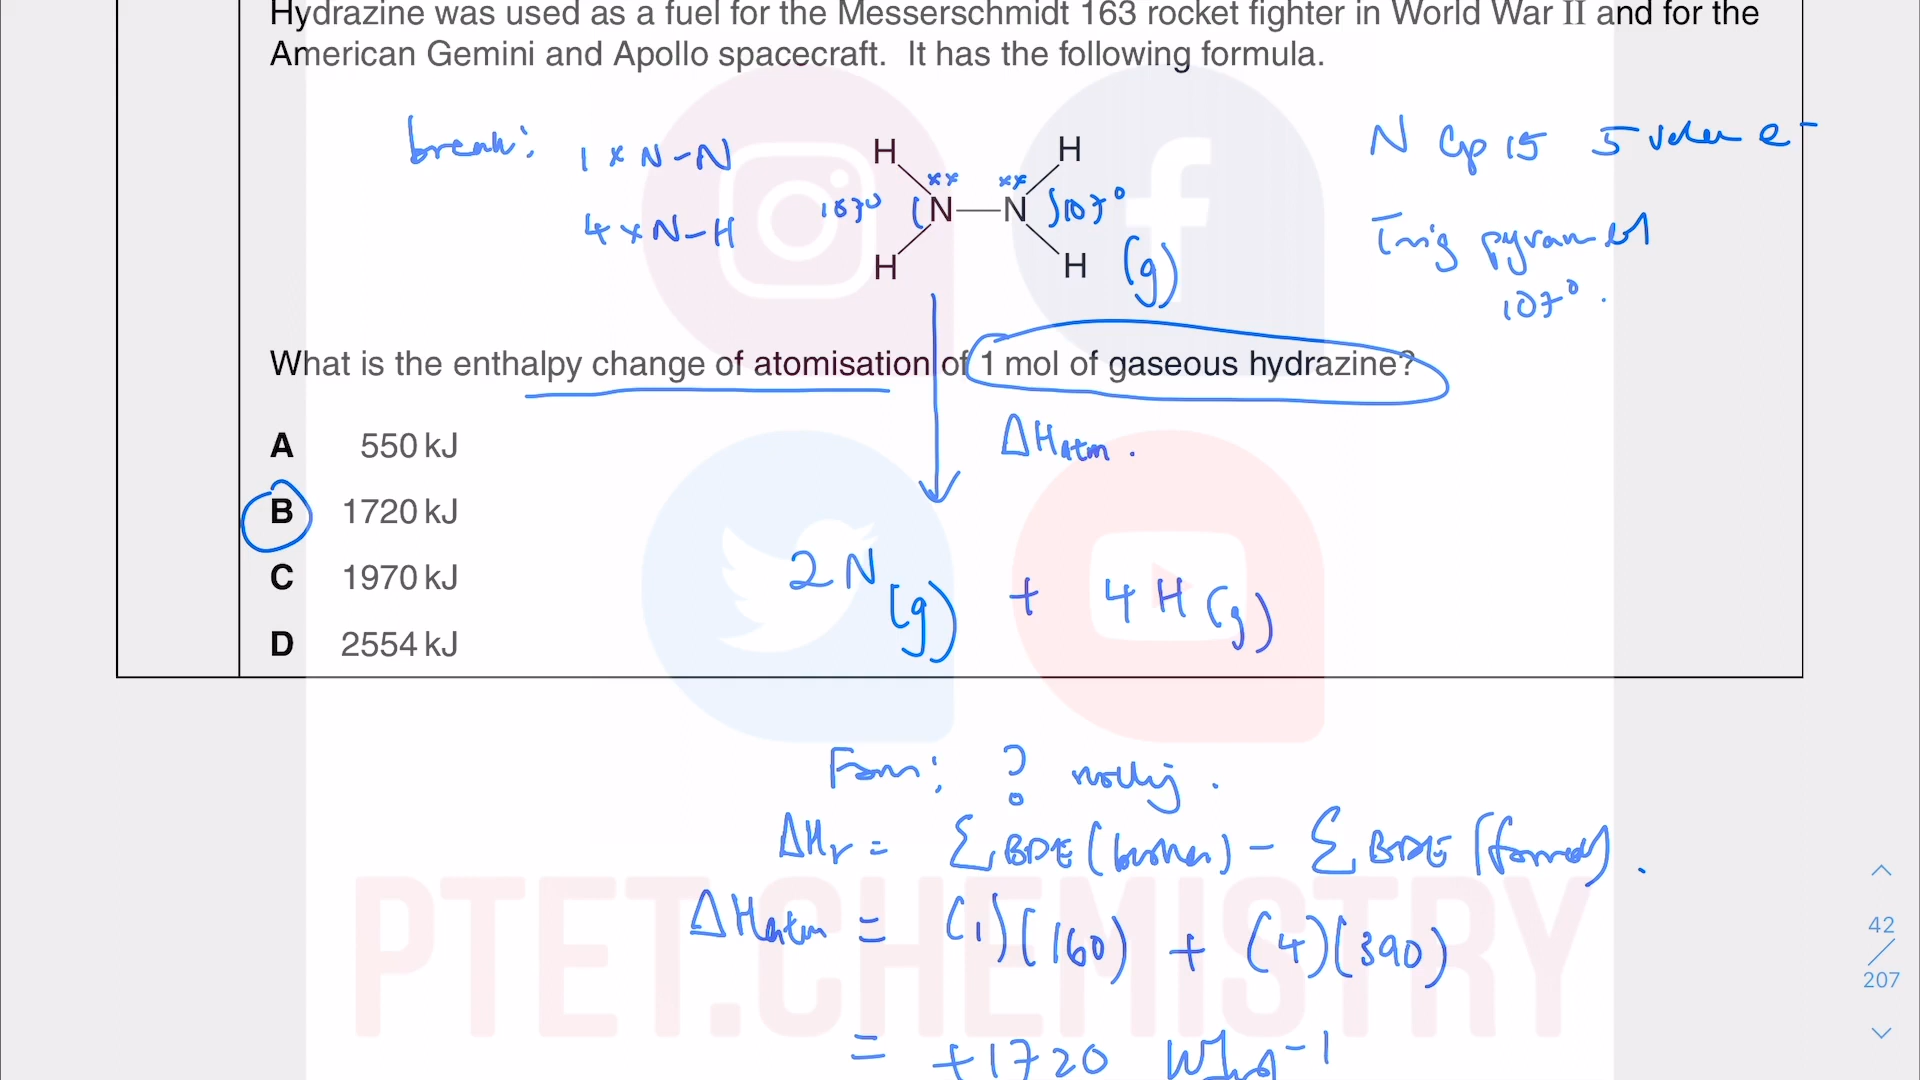 Hydrazine was used as a fuel for the Messerschmidt 163 rocket fighter in World War II and for the
American Gemini and Apollo spacecraft. It has the following formula.
break: 1 × N-N
4 × N-H
H H
xx xx
107° N—N 107°
H H (g)
N Gp 15 5 valen e⁻
Trig pyramid
107°.
What is the enthalpy change of atomisation of 1 mol of gaseous hydrazine?
ΔHatm.
A 550 kJ
B 1720 kJ
C 1970 kJ
D 2554 kJ
2N(g) + 4H(g)
Form: ? nothing.
ΔHr = Σ BDE (broken) - Σ BDE (formed).
ΔHatm = (1)(160) + (4)(390)
= +1720 kJ mol⁻¹
PTET.CHEMISTRY
42
/
207